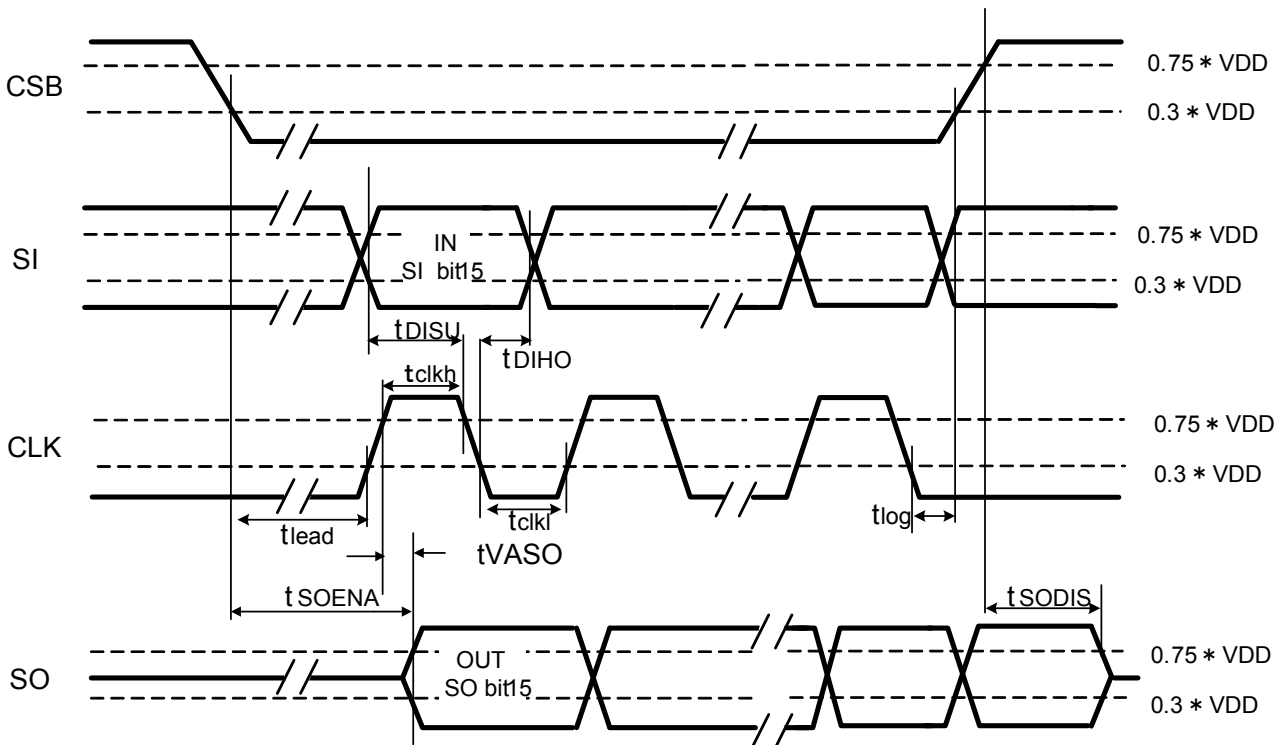 CSB
0.75 * VDD
0.3 * VDD
SI
IN
SI bit15
0.75 * VDD
0.3 * VDD
tDISU
tDIHO
tclkh
CLK
0.75 * VDD
0.3 * VDD
tlead
tclkl
tlog
tVASO
tSOENA
tSODIS
SO
OUT
SO bit15
0.75 * VDD
0.3 * VDD